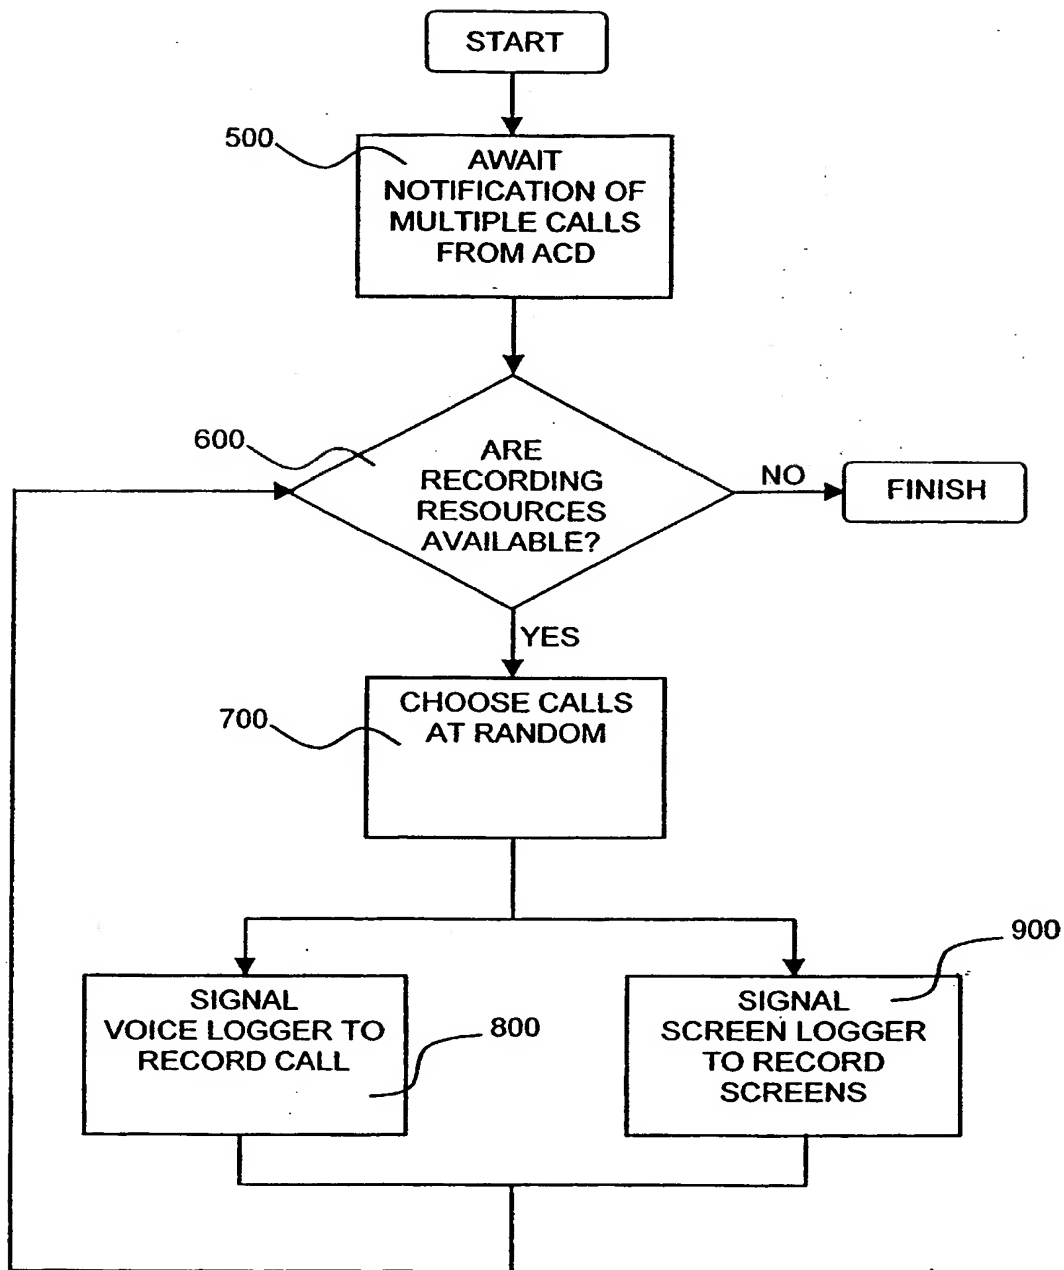 START
500
AWAIT
NOTIFICATION OF
MULTIPLE CALLS
FROM ACD
600
ARE
RECORDING
RESOURCES
AVAILABLE?
NO
FINISH
YES
700
CHOOSE CALLS
AT RANDOM
900
SIGNAL
VOICE LOGGER TO
RECORD CALL
800
SIGNAL
SCREEN LOGGER
TO RECORD
SCREENS